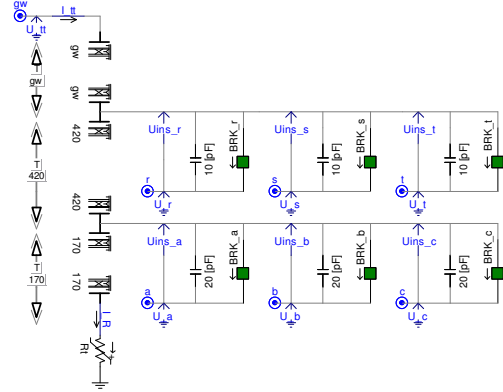 gw
I_tt
U_tt
gw
T
gw
gw
420
Uins_r
10 [pF]
BRK_r
Uins_s
10 [pF]
BRK_s
Uins_t
10 [pF]
BRK_t
T
420
r
U_r
s
U_s
t
U_t
420
170
Uins_a
20 [pF]
BRK_a
Uins_b
20 [pF]
BRK_b
Uins_c
20 [pF]
BRK_c
T
170
170
a
U_a
b
U_b
c
U_c
I_R
Rt